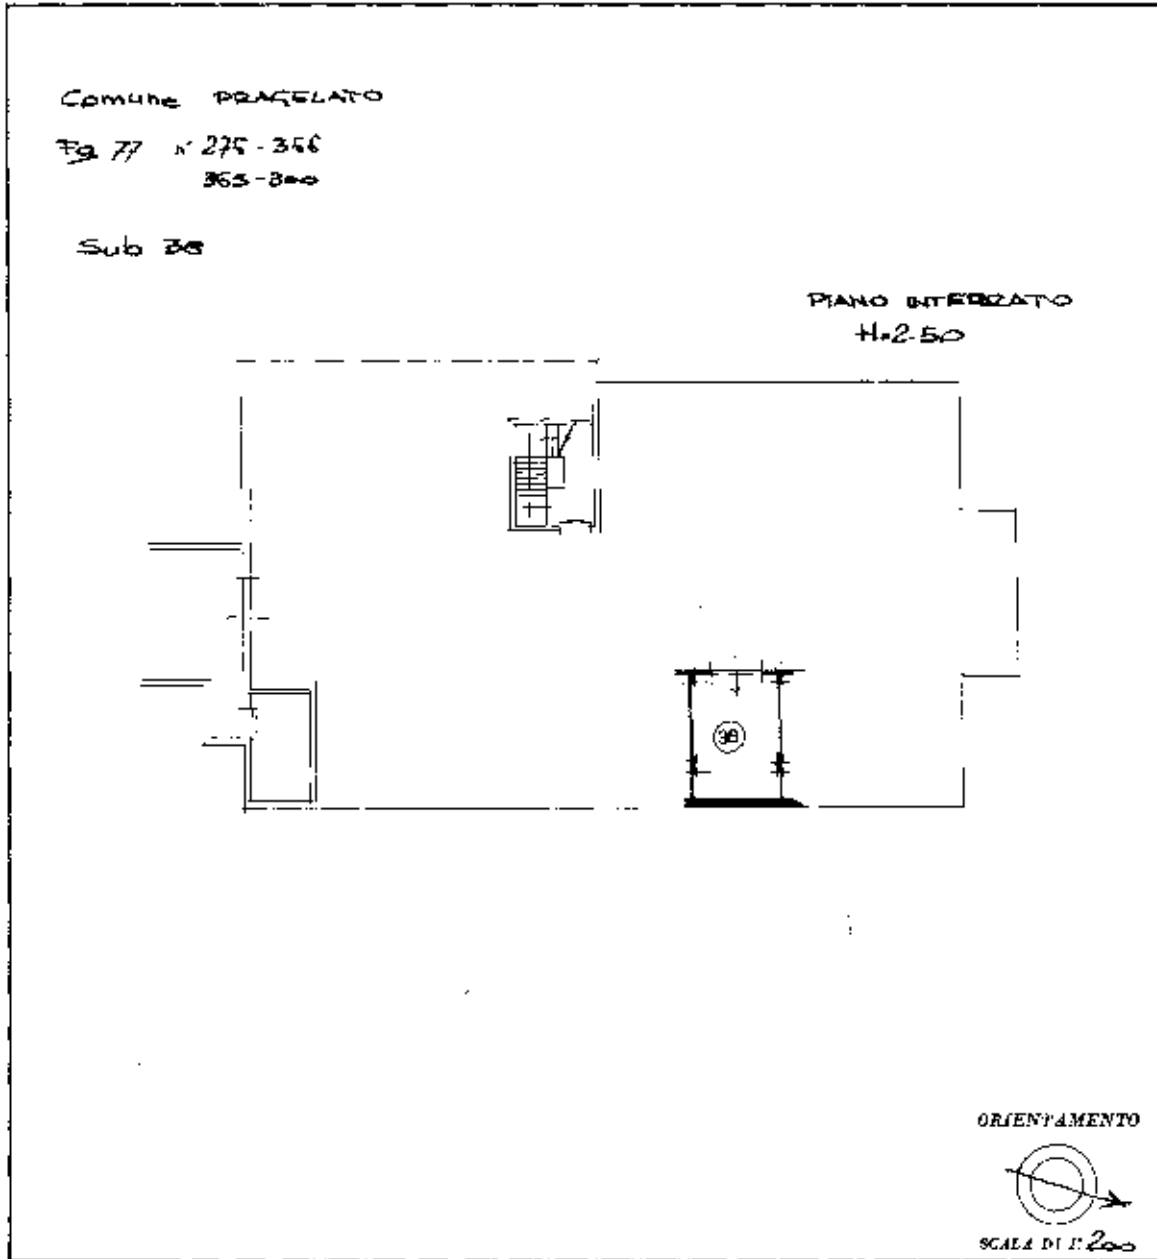 Comune PRAGELATO
Fg 77 n° 275-356
365-300
Sub 38
PIANO INTERRATO
H=2.50
38
ORIENTAMENTO
SCALA DI 1: 200